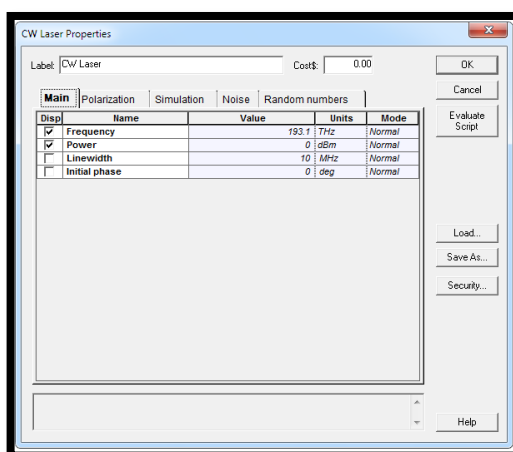 CW Laser Properties
Label: CW Laser Cost$: 0.00 OK
Cancel
Main Polarization Simulation Noise Random numbers
Evaluate Script
Disp Name Value Units Mode
Frequency 193.1 THz Normal
Power 0 dBm Normal
Linewidth 10 MHz Normal
Initial phase 0 deg Normal
Load...
Save As...
Security...
Help